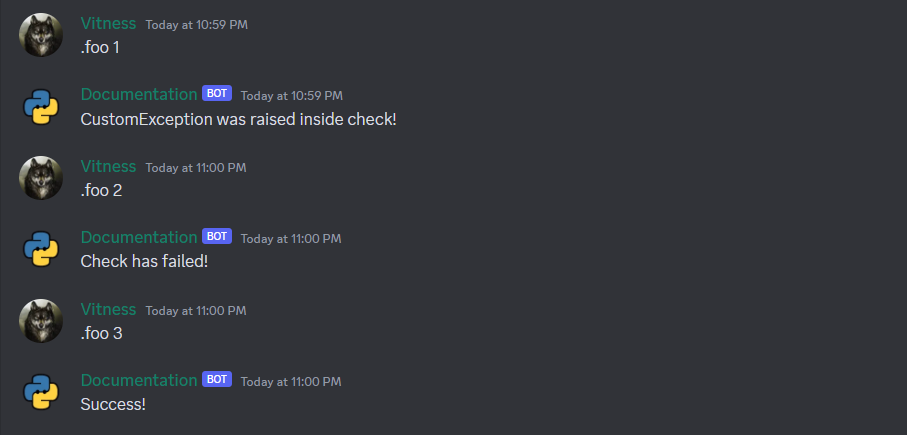 Vitness Today at 10:59 PM
.foo 1
Documentation BOT Today at 10:59 PM
CustomException was raised inside check!
Vitness Today at 11:00 PM
.foo 2
Documentation BOT Today at 11:00 PM
Check has failed!
Vitness Today at 11:00 PM
.foo 3
Documentation BOT Today at 11:00 PM
Success!